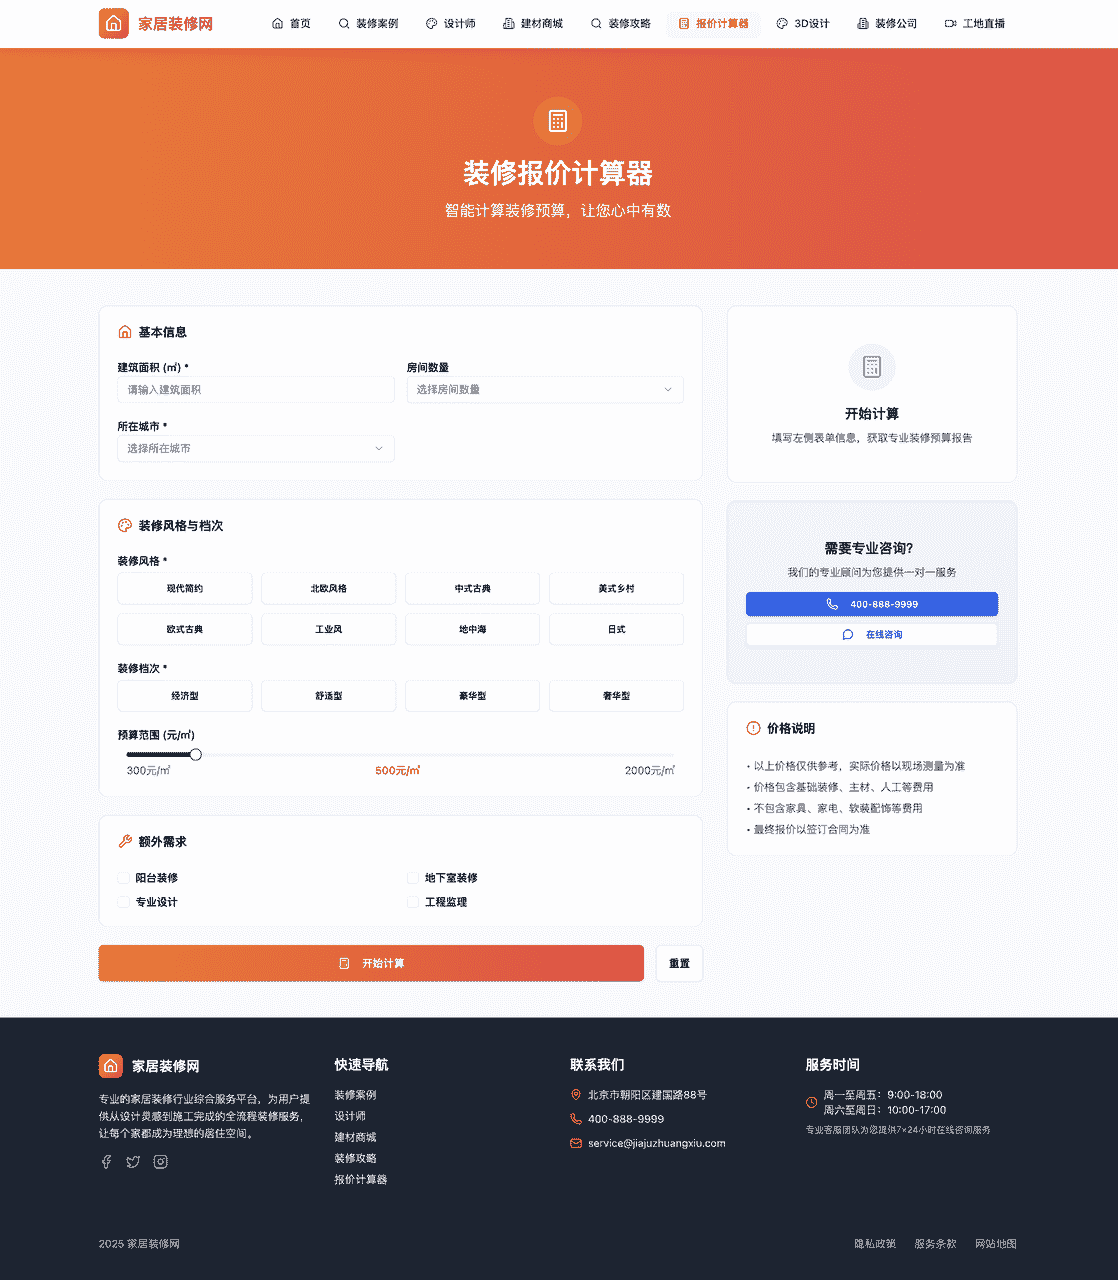 家居装修网
首页
装修案例
设计师
建材商城
装修攻略
报价计算器
3D设计
装修公司
工地直播
装修报价计算器
智能计算装修预算，让您心中有数
基本信息
建筑面积 (㎡) *
请输入建筑面积
房间数量
选择房间数量
所在城市 *
选择所在城市
装修风格与档次
装修风格 *
现代简约
北欧风格
中式古典
美式乡村
欧式古典
工业风
地中海
日式
装修档次 *
经济型
舒适型
豪华型
奢华型
预算范围 (元/㎡)
300元/㎡
500元/㎡
2000元/㎡
额外需求
阳台装修
地下室装修
专业设计
工程监理
开始计算
重置
开始计算
填写左侧表单信息，获取专业装修预算报告
需要专业咨询?
我们的专业顾问为您提供一对一服务
400-888-9999
在线咨询
价格说明
• 以上价格仅供参考，实际价格以现场测量为准
• 价格包含基础装修、主材、人工等费用
• 不包含家具、家电、软装配饰等费用
• 最终报价以签订合同为准
家居装修网
专业的家居装修行业综合服务平台，为用户提
供从设计灵感到施工完成的全流程装修服务，
让每个家都成为理想的居住空间。
快速导航
装修案例
设计师
建材商城
装修攻略
报价计算器
联系我们
北京市朝阳区建国路88号
400-888-9999
service@jiajuzhuangxiu.com
服务时间
周一至周五：9:00-18:00
周六至周日：10:00-17:00
专业客服团队为您提供7×24小时在线咨询服务
2025 家居装修网
隐私政策
服务条款
网站地图